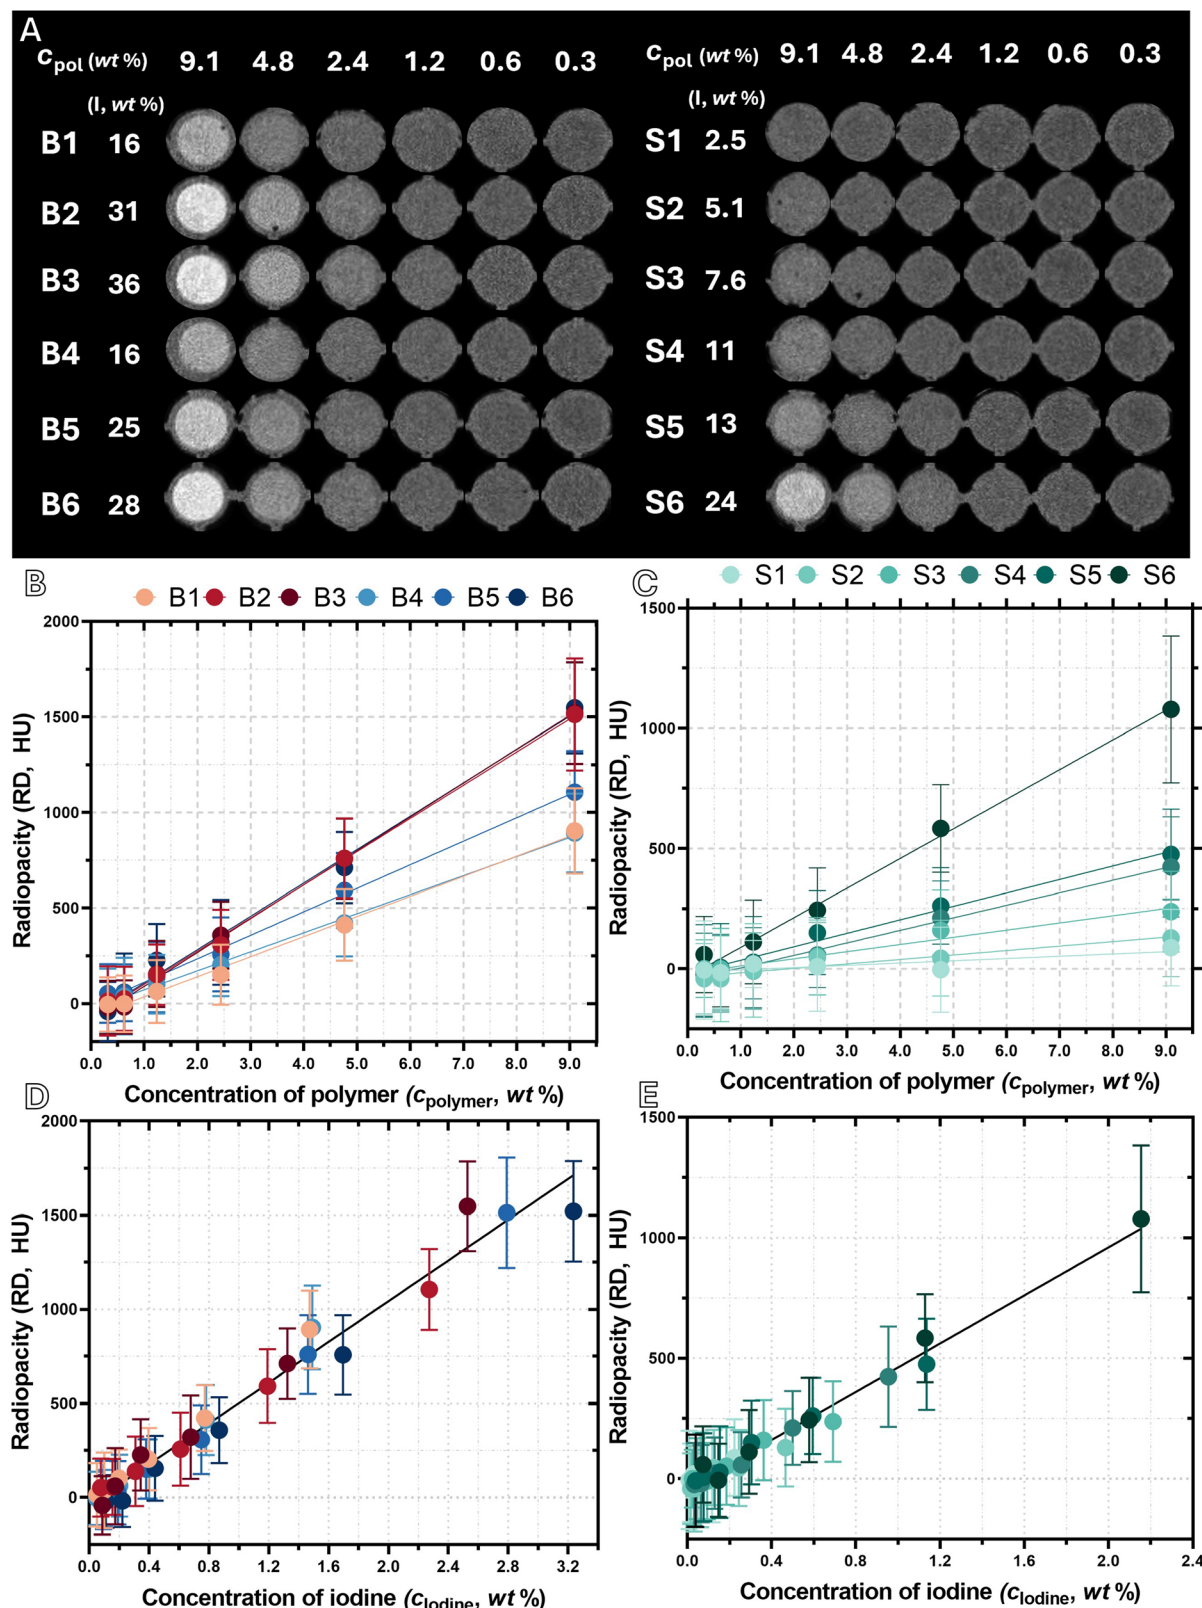 A
c pol (wt %) 9.1 4.8 2.4 1.2 0.6 0.3
(I, wt %)
B1 16
B2 31
B3 36
B4 16
B5 25
B6 28
c pol (wt %) 9.1 4.8 2.4 1.2 0.6 0.3
(I, wt %)
S1 2.5
S2 5.1
S3 7.6
S4 11
S5 13
S6 24
B
B1 B2 B3 B4 B5 B6
Radiopacity (RD, HU)
2000
1500
1000
500
0
0.0 1.0 2.0 3.0 4.0 5.0 6.0 7.0 8.0 9.0
Concentration of polymer (c polymer, wt %)
C
S1 S2 S3 S4 S5 S6
Radiopacity (RD, HU)
1500
1000
500
0
0.0 1.0 2.0 3.0 4.0 5.0 6.0 7.0 8.0 9.0
Concentration of polymer (c polymer, wt %)
D
Radiopacity (RD, HU)
2000
1500
1000
500
0
0.0 0.4 0.8 1.2 1.6 2.0 2.4 2.8 3.2
Concentration of iodine (c Iodine, wt %)
E
Radiopacity (RD, HU)
1500
1000
500
0
0.0 0.4 0.8 1.2 1.6 2.0 2.4
Concentration of iodine (c Iodine, wt %)